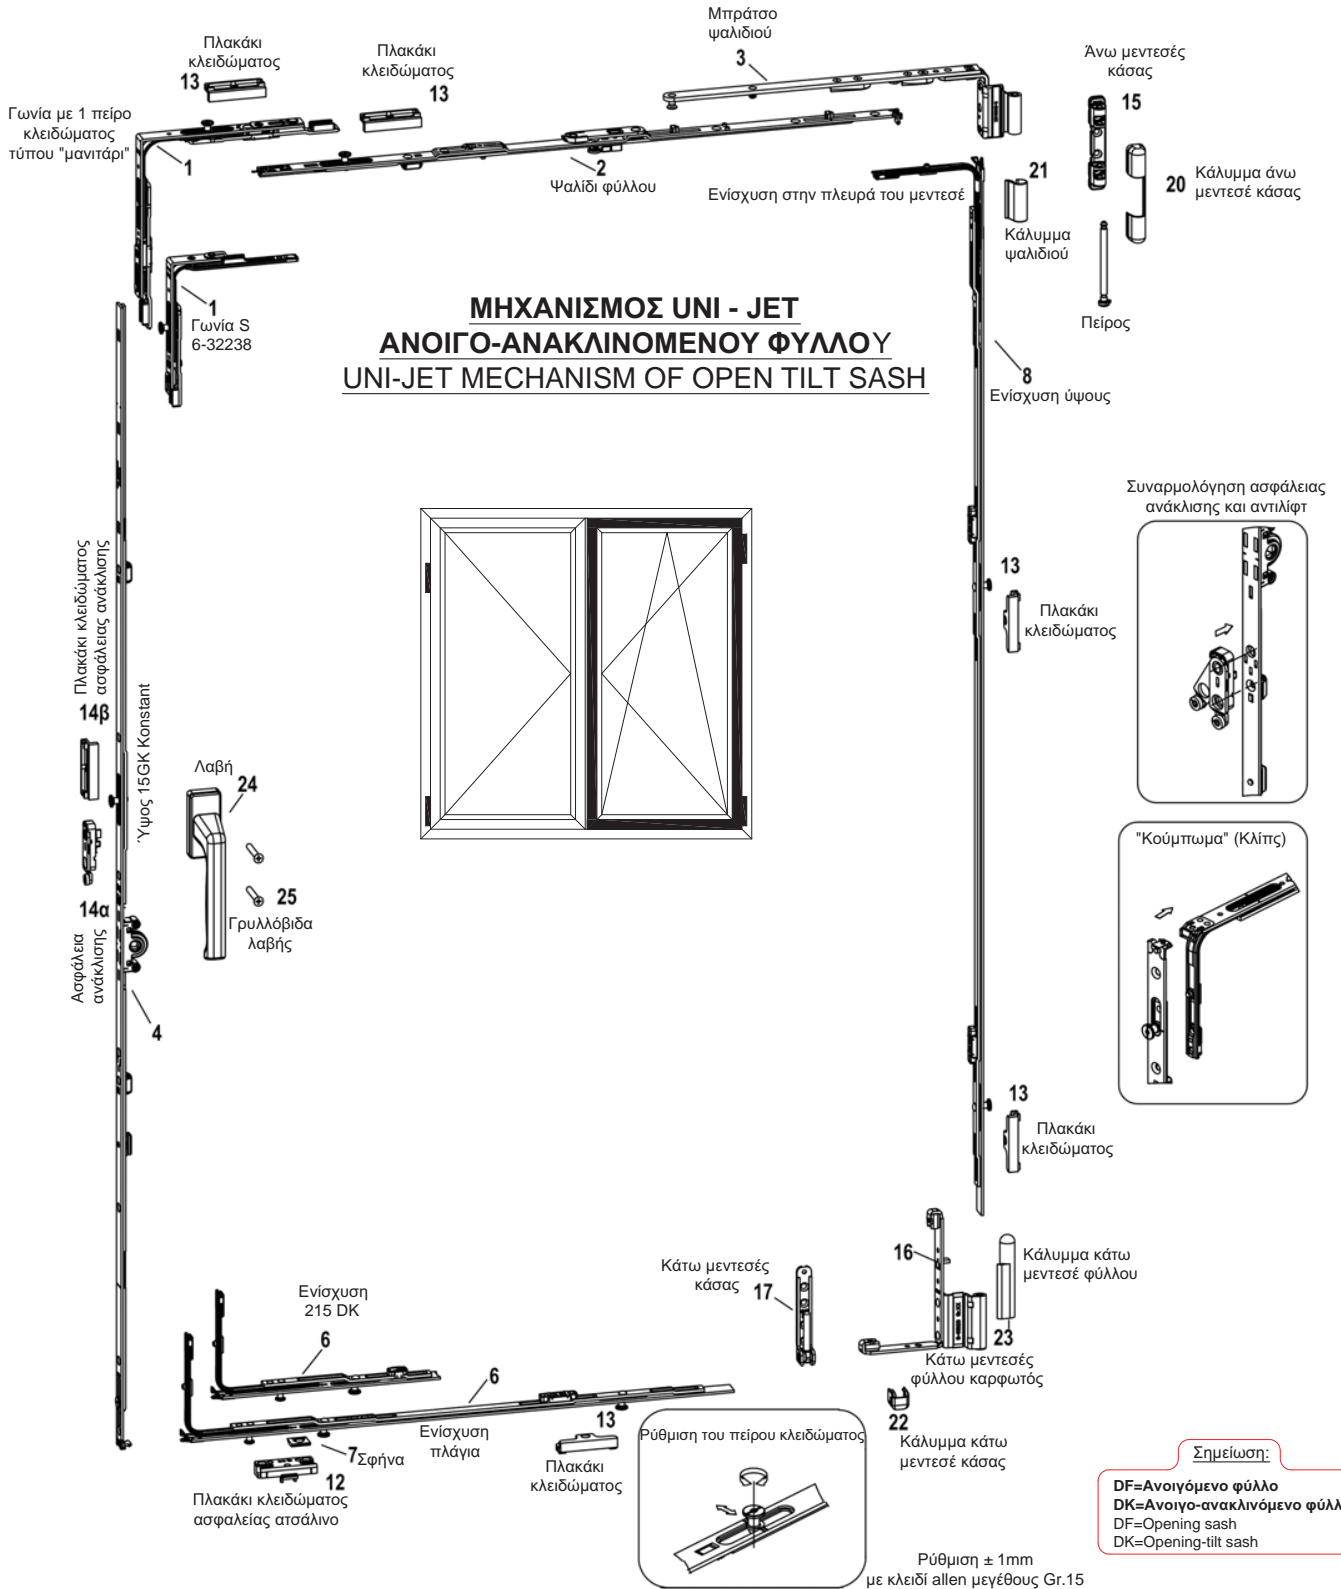 Μπράτσο
ψαλιδιού
3
Πλακάκι
κλειδώματος
13
Πλακάκι
κλειδώματος
13
Άνω μεντεσές
κάσας
15
Γωνία με 1 πείρο
κλειδώματος
τύπου "μανιτάρι"
1
2
Ψαλίδι φύλλου
Ενίσχυση στην πλευρά του μεντεσέ
21
Κάλυμμα
ψαλιδιού
20
Κάλυμμα άνω
μεντεσέ κάσας
Πείρος
1
Γωνία S
6-32238
ΜΗΧΑΝΙΣΜΟΣ UNI - JET
ΑΝΟΙΓΟ-ΑΝΑΚΛΙΝΟΜΕΝΟΥ ΦΥΛΛΟΥ
UNI-JET MECHANISM OF OPEN TILT SASH
8
Ενίσχυση ύψους
Συναρμολόγηση ασφάλειας
ανάκλισης και αντιλίφτ
Πλακάκι κλειδώματος
ασφάλειας ανάκλισης
14β
Ύψος 15GK Konstant
13
Πλακάκι
κλειδώματος
Λαβή
24
25
Γρυλλόβιδα
λαβής
14α
Ασφάλεια
ανάκλισης
4
"Κούμπωμα" (Κλίπς)
13
Πλακάκι
κλειδώματος
16
Κάλυμμα κάτω
μεντεσέ φύλλου
23
Κάτω μεντεσές
κάσας
17
Κάτω μεντεσές
φύλλου καρφωτός
Ενίσχυση
215 DK
6
6
Ενίσχυση
πλάγια
13
Πλακάκι
κλειδώματος
7
Σφήνα
12
Πλακάκι κλειδώματος
ασφαλείας ατσάλινο
22
Κάλυμμα κάτω
μεντεσέ κάσας
Ρύθμιση του πείρου κλειδώματος
Ρύθμιση ± 1mm
με κλειδί allen μεγέθους Gr.15
Σημείωση:
DF=Ανοιγόμενο φύλλο
DK=Ανοιγο-ανακλινόμενο φύλλ
DF=Opening sash
DK=Opening-tilt sash